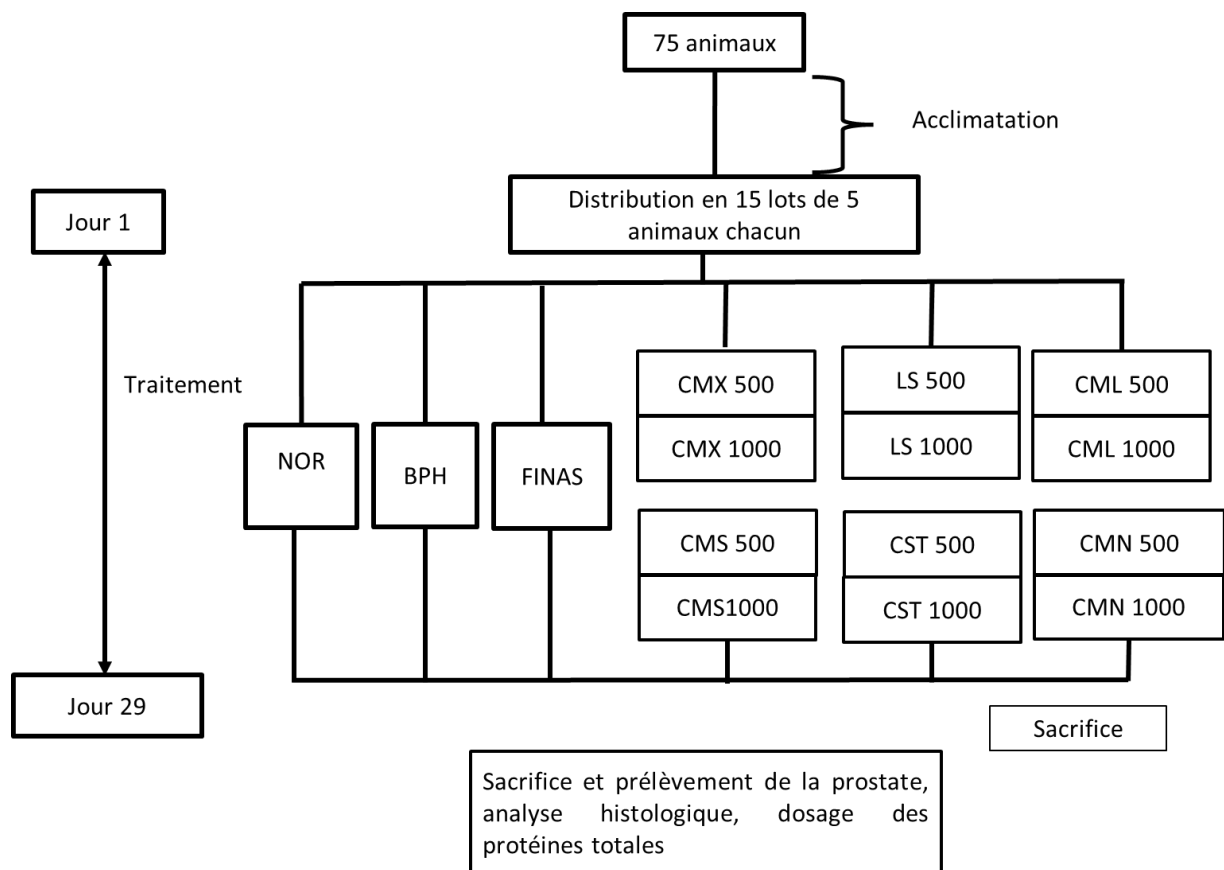 75 animaux
Acclimatation
Distribution en 15 lots de 5
animaux chacun
Jour 1
Traitement
NOR
BPH
FINAS
CMX 500
CMX 1000
LS 500
LS 1000
CML 500
CML 1000
CMS 500
CMS1000
CST 500
CST 1000
CMN 500
CMN 1000
Jour 29
Sacrifice
Sacrifice et prélèvement de la prostate,
analyse histologique, dosage des
protéines totales